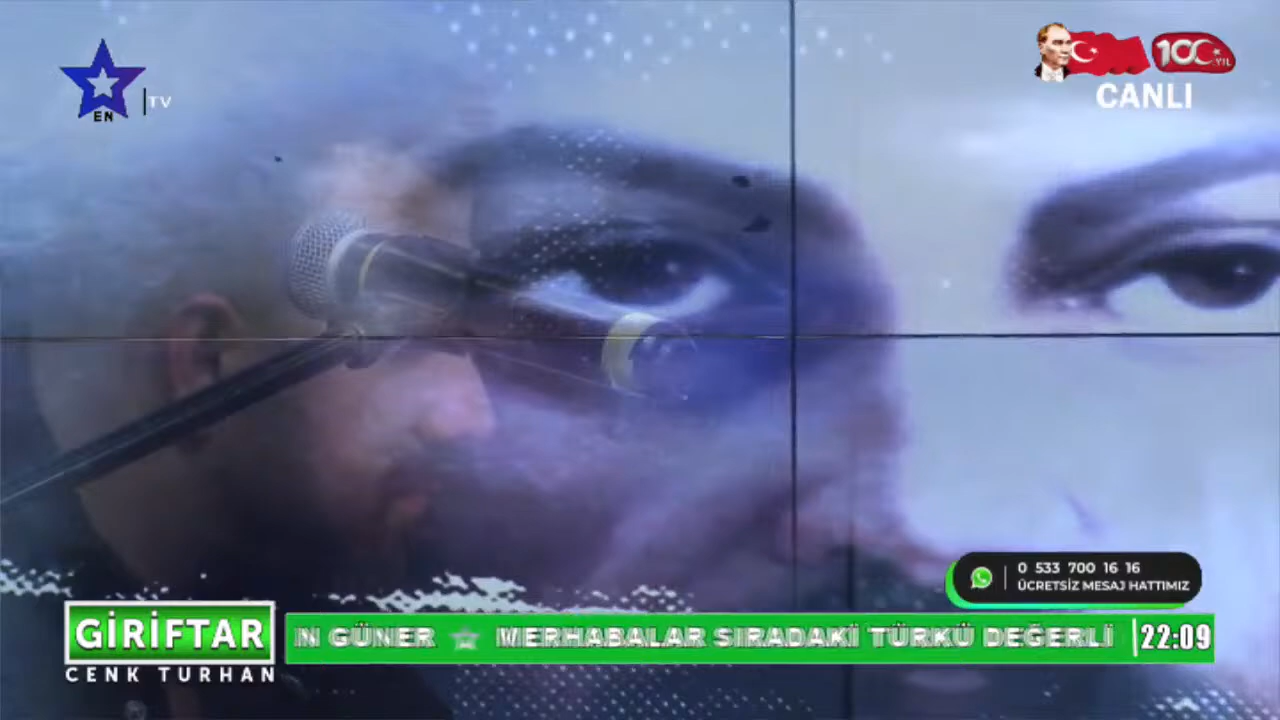 EN
TV
100.YIL
CANLI
0 533 700 16 16
ÜCRETSİZ MESAJ HATTIMIZ
GİRİFTAR
N GÜNER ★ MERHABALAR SIRADAKİ TÜRKÜ DEĞERLİ
22:09
CENK TURHAN